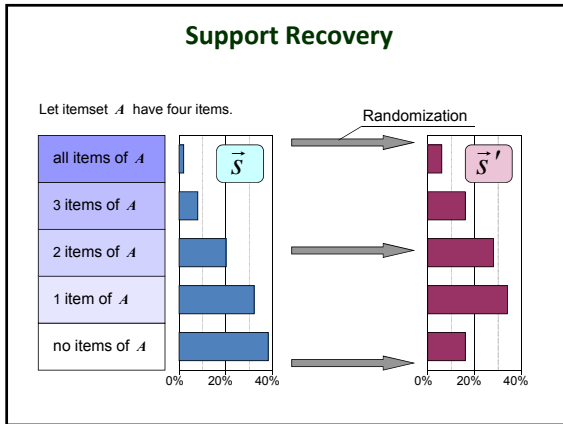 Support Recovery
Let itemset A have four items.
Randomization
all items of A
3 items of A
2 items of A
1 item of A
no items of A
s
s'
0% 20% 40%
0% 20% 40%